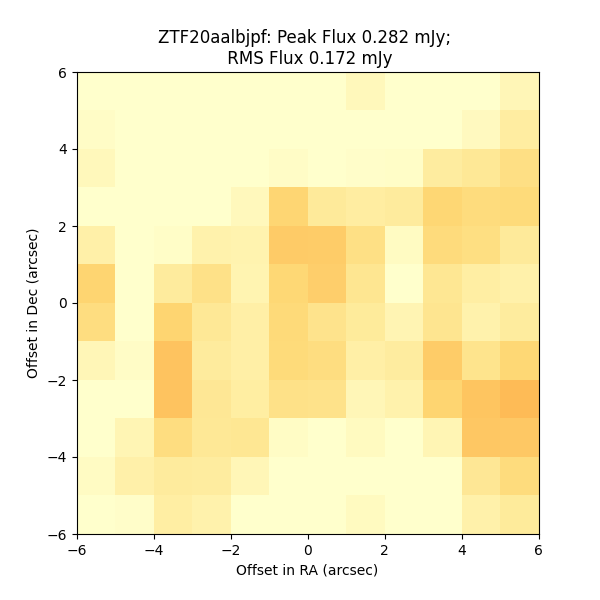 ZTF20aalbjpf: Peak Flux 0.282 mJy;
RMS Flux 0.172 mJy
6
4
2
0
−2
−4
−6
Offset in Dec (arcsec)
−6 −4 −2 0 2 4 6
Offset in RA (arcsec)